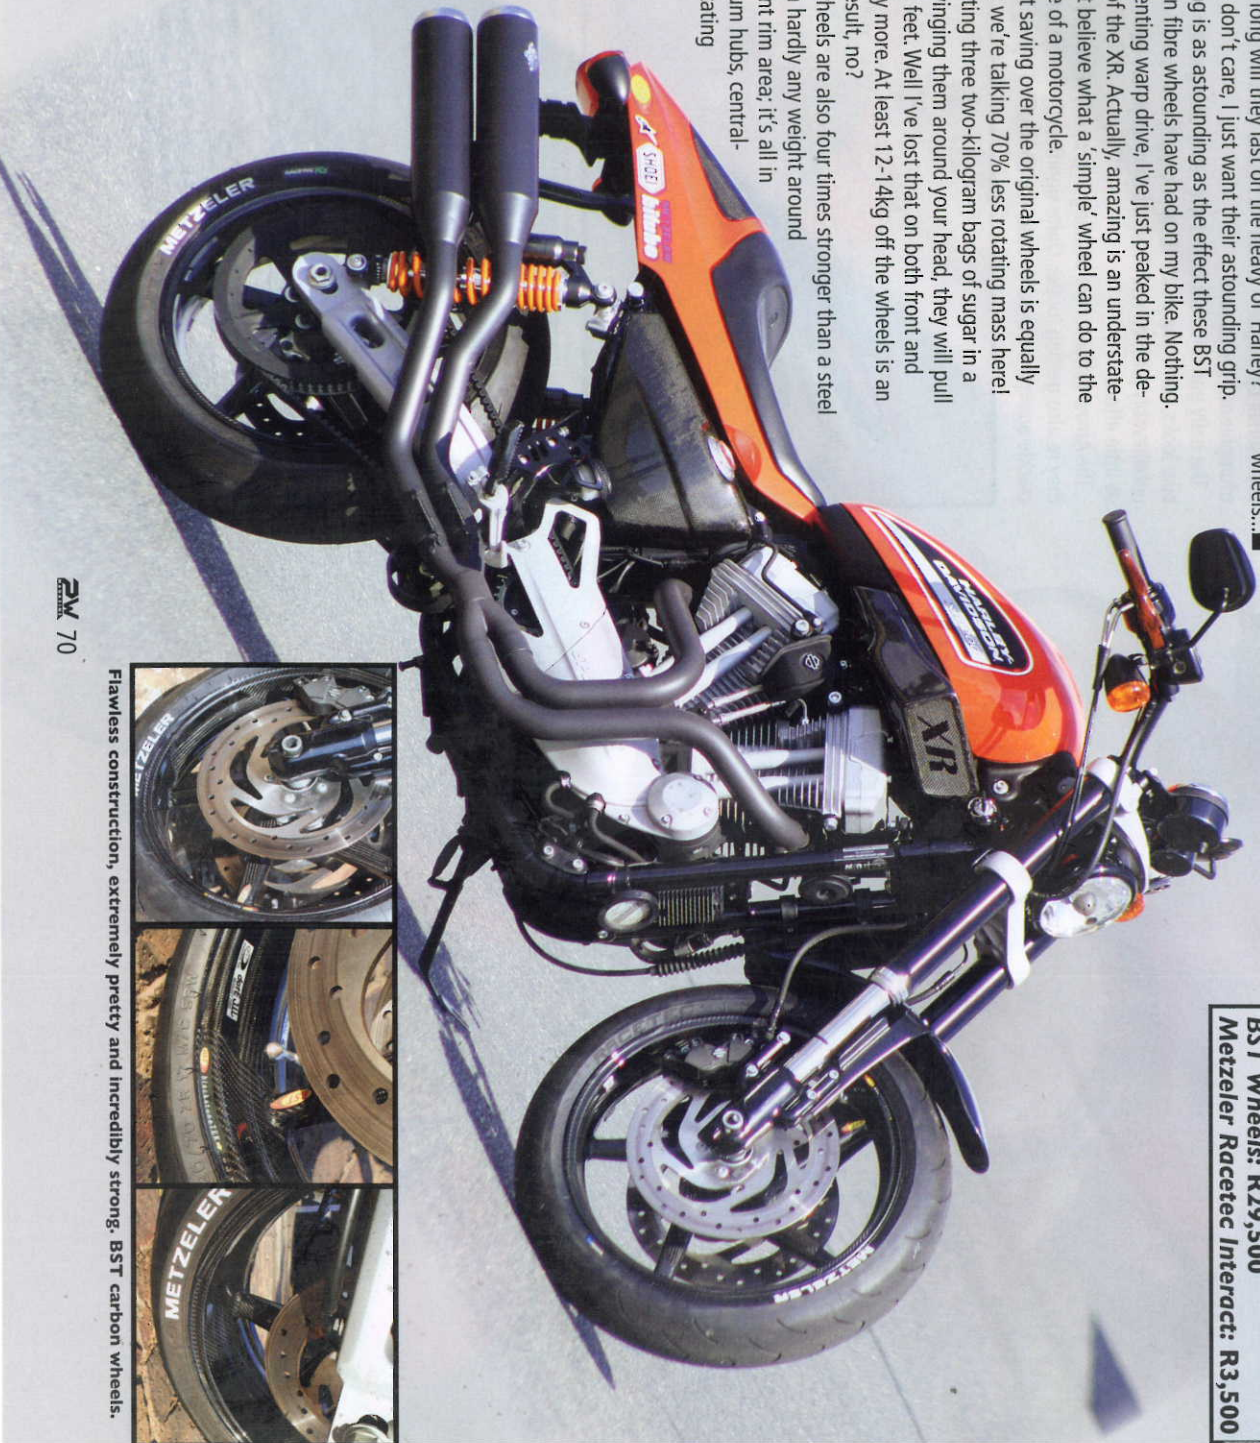 don't care, I just want their astounding grip.
g is as astounding as the effect these BST
n fibre wheels have had on my bike. Nothing.
enting warp drive, I've just peaked in the de-
of the XR. Actually, amazing is an understate-
t believe what a 'simple' wheel can do to the
e of a motorcycle.
t saving over the original wheels is equally
we're talking 70% less rotating mass here!
ting three two-kilogram bags of sugar in a
inging them around your head, they will pull
feet. Well I've lost that on both front and
y more. At least 12-14kg off the wheels is an
esult, no?
heels are also four times stronger than a steel
hardly any weight around
nt rim area; it's all in
um hubs, central-
ating
wheels...
BST Wheels: R19,500
Metzeler Racetec Interact: R3,500
METZELER
SHOEI
bitubo
HARLEY-
DAVIDSON
XR
METZELER
METZELER
METZELER
Flawless construction, extremely pretty and incredibly strong. BST carbon wheels.
2W 70